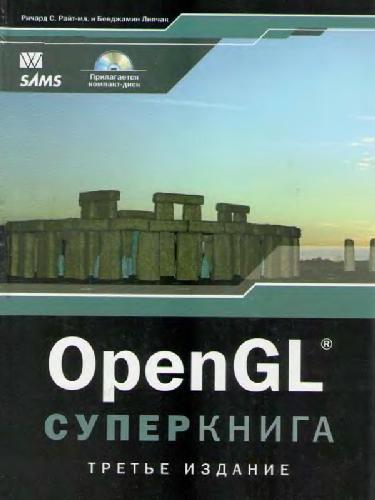 Ричард С. Райт-мл. и Бенджамин Липчак
W
SAMS
Прилагается
компакт-диск
OpenGL®
СУПЕРКНИГА
ТРЕТЬЕ ИЗДАНИЕ